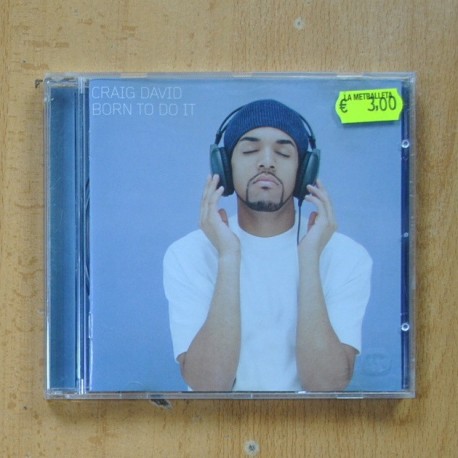 CRAIG DAVID
BORN TO DO IT
LA METRALLETA
€ 3,00